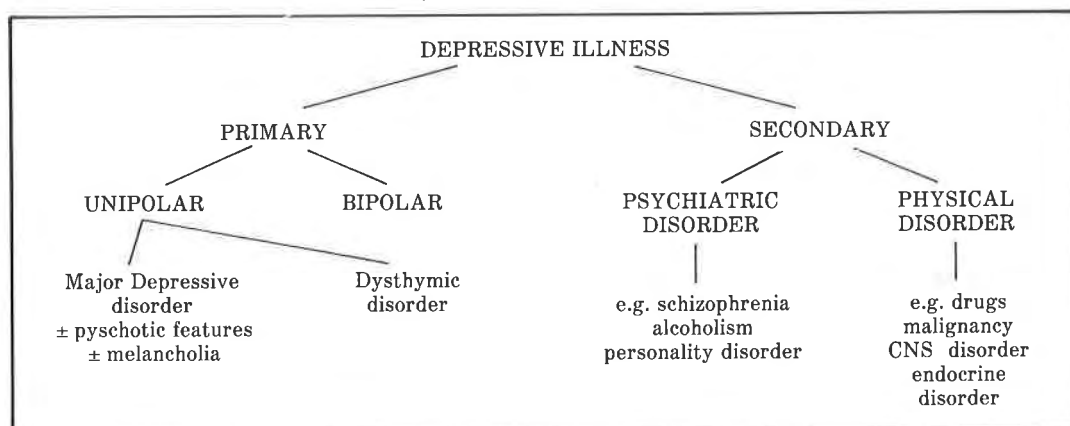 DEPRESSIVE ILLNESS
PRIMARY
SECONDARY
UNIPOLAR
BIPOLAR
PSYCHIATRIC
DISORDER
PHYSICAL
DISORDER
Major Depressive
disorder
± pyschotic features
± melancholia
Dysthymic
disorder
e.g. schizophrenia
alcoholism
personality disorder
e.g. drugs
malignancy
CNS disorder
endocrine
disorder